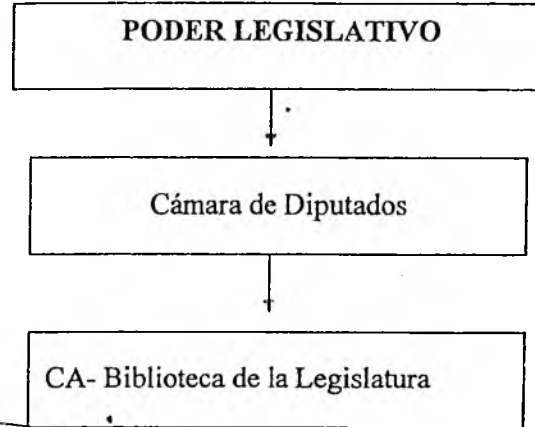 PODER LEGISLATIVO
Cámara de Diputados
CA- Biblioteca de la Legislatura